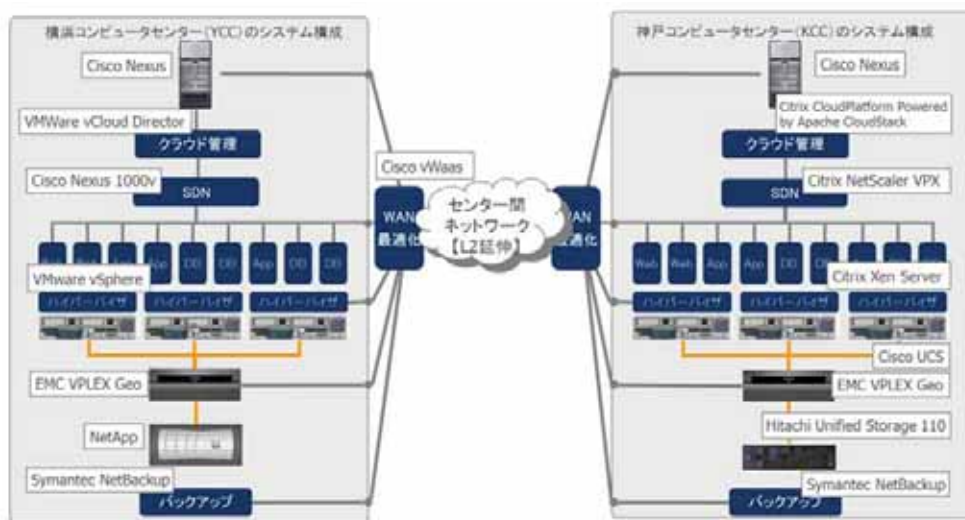 横浜コンピュータセンター(YCC)のシステム構成
Cisco Nexus
VMWare vCloud Director
クラウド管理
Cisco Nexus 1000v
SDN
App
DB
App
DB
DB
VMware vSphere
ハイパーバイザ
ハイパーバイザ
ハイパーバイザ
EMC VPLEX Geo
NetApp
Symantec NetBackup
バックアップ
Cisco vWaas
WAN
最適化
センター間
ネットワーク
【L2延伸】
神戸コンピュータセンター(KCC)のシステム構成
Cisco Nexus
Citrix CloudPlatform Powered
by Apache CloudStack
クラウド管理
SDN
Citrix NetScaler VPX
Web
Web
App
App
DB
Citrix Xen Server
ハイパーバイザ
ハイパーバイザ
ハイパーバイザ
Cisco UCS
EMC VPLEX Geo
Hitachi Unified Storage 110
Symantec NetBackup
バックアップ